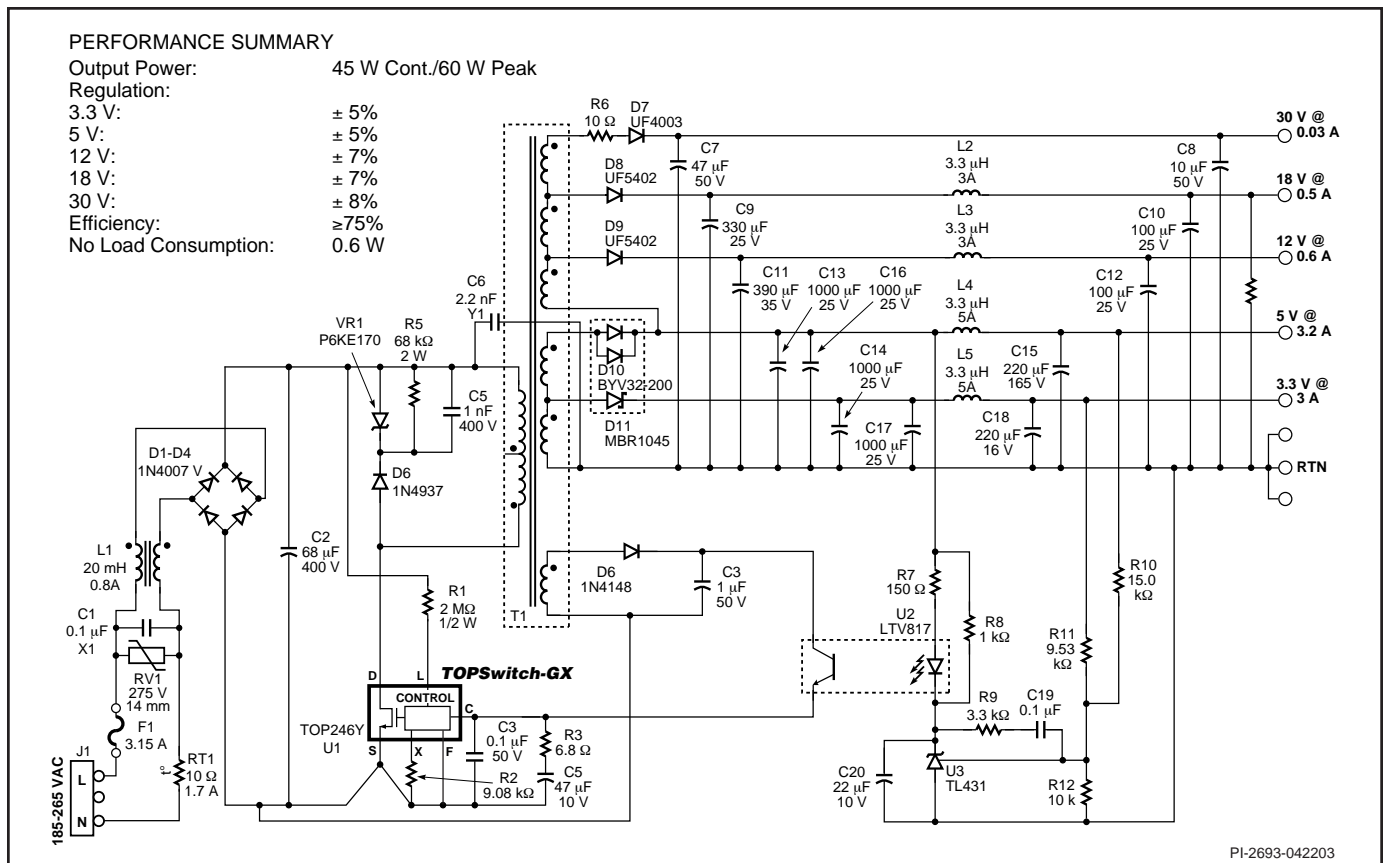 PERFORMANCE SUMMARY
Output Power: 45 W Cont./60 W Peak
Regulation:
3.3 V: ± 5%
5 V: ± 5%
12 V: ± 7%
18 V: ± 7%
30 V: ± 8%
Efficiency: ≥75%
No Load Consumption: 0.6 W
R6
10 Ω
D7
UF4003
C7
47 µF
50 V
L2
3.3 µH
3A
C8
10 µF
50 V
30 V @
0.03 A
D8
UF5402
18 V @
0.5 A
C9
330 µF
25 V
L3
3.3 µH
3A
C10
100 µF
25 V
D9
UF5402
12 V @
0.6 A
C11
390 µF
35 V
C13
1000 µF
25 V
C16
1000 µF
25 V
L4
3.3 µH
5A
C12
100 µF
25 V
C6
2.2 nF
Y1
5 V @
3.2 A
VR1
P6KE170
R5
68 kΩ
2 W
D10
BYV32-200
C14
1000 µF
25 V
L5
3.3 µH
5A
C15
220 µF
165 V
3.3 V @
3 A
C5
1 nF
400 V
D11
MBR1045
C17
1000 µF
25 V
C18
220 µF
16 V
RTN
D1-D4
1N4007 V
D6
1N4937
C2
68 µF
400 V
L1
20 mH
0.8A
R1
2 MΩ
1/2 W
T1
D6
1N4148
C3
1 µF
50 V
R7
150 Ω
U2
LTV817
R8
1 kΩ
R10
15.0
kΩ
R11
9.53
kΩ
C1
0.1 µF
X1
RV1
275 V
14 mm
F1
3.15 A
J1
L
N
185-265 VAC
t°
RT1
10 Ω
1.7 A
TOPSwitch-GX
D
L
CONTROL
C
S
X
F
TOP246Y
U1
R2
9.08 kΩ
C3
0.1 µF
50 V
R3
6.8 Ω
C5
47 µF
10 V
R9
3.3 kΩ
C19
0.1 µF
C20
22 µF
10 V
U3
TL431
R12
10 k
PI-2693-042203